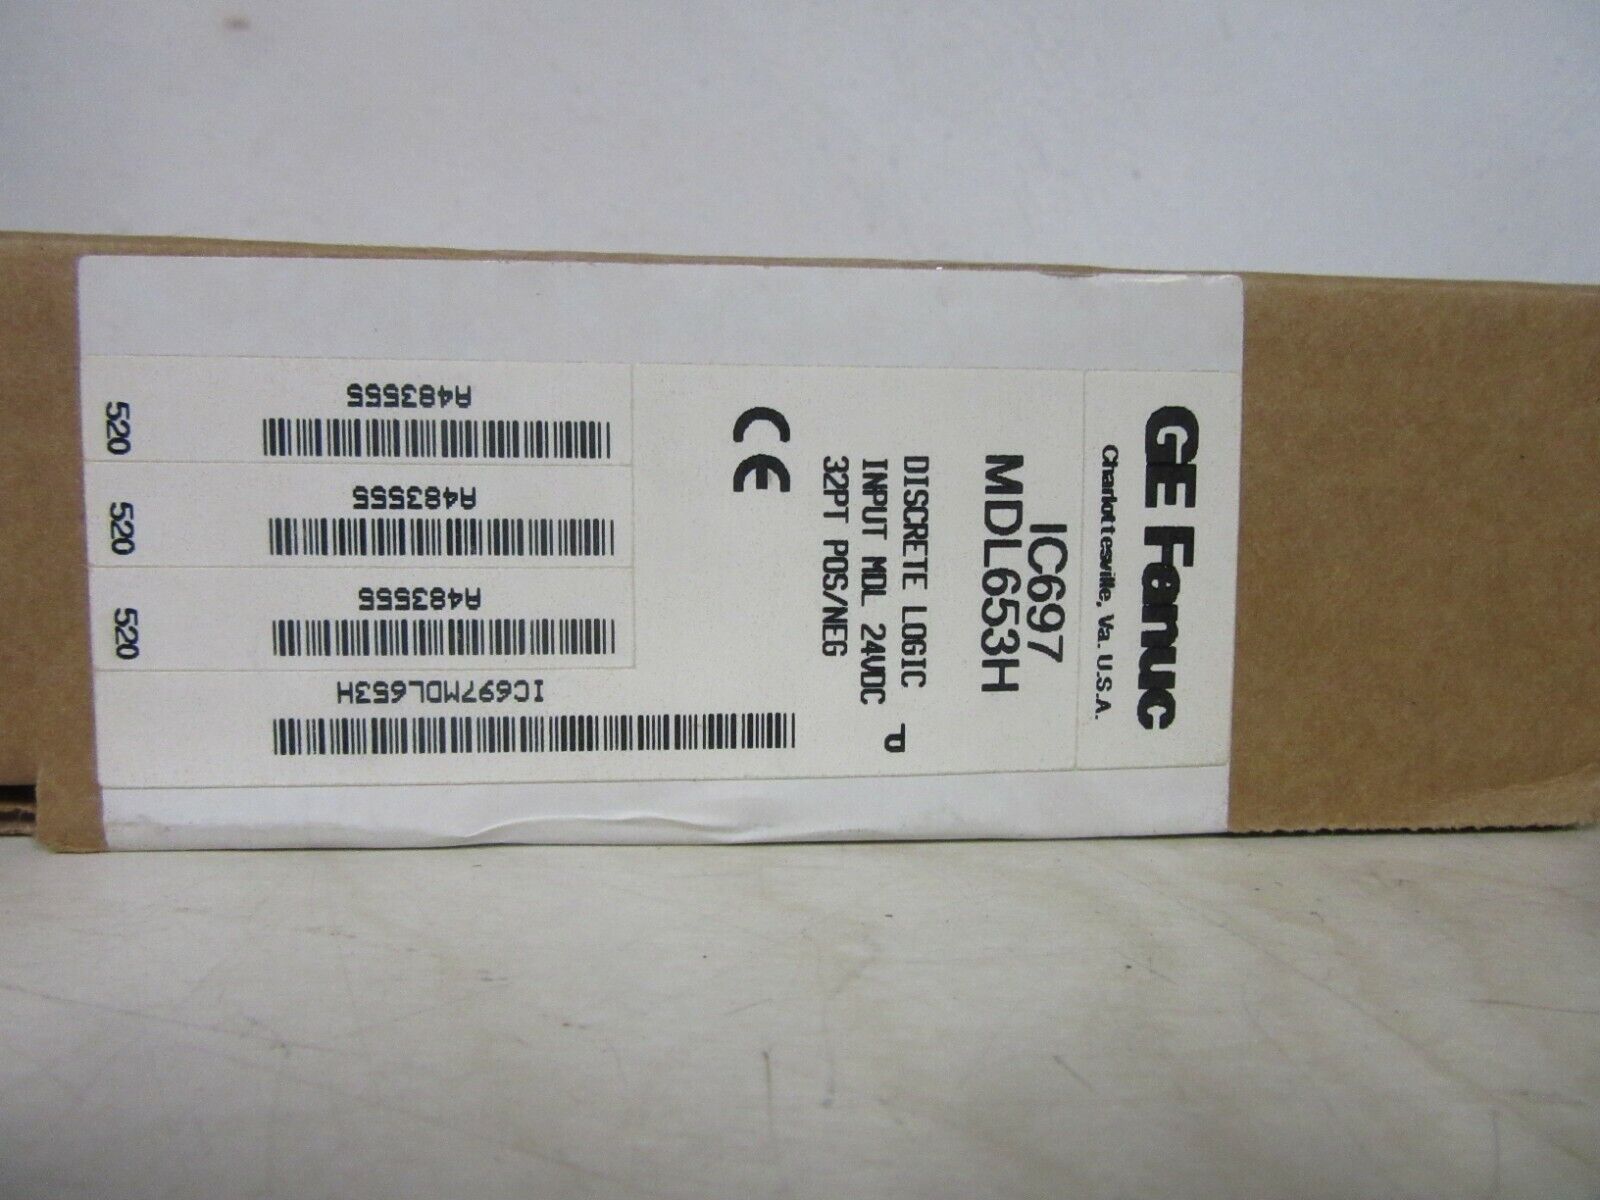 GE Fanuc
Charlottesville, Va. U.S.A.
IC697
MDL653H
DISCRETE LOGIC
INPUT MDL 24VDC
32PT POS/NEG
P
CE
A483555
520
A483555
520
A483555
520
IC697MDL653H